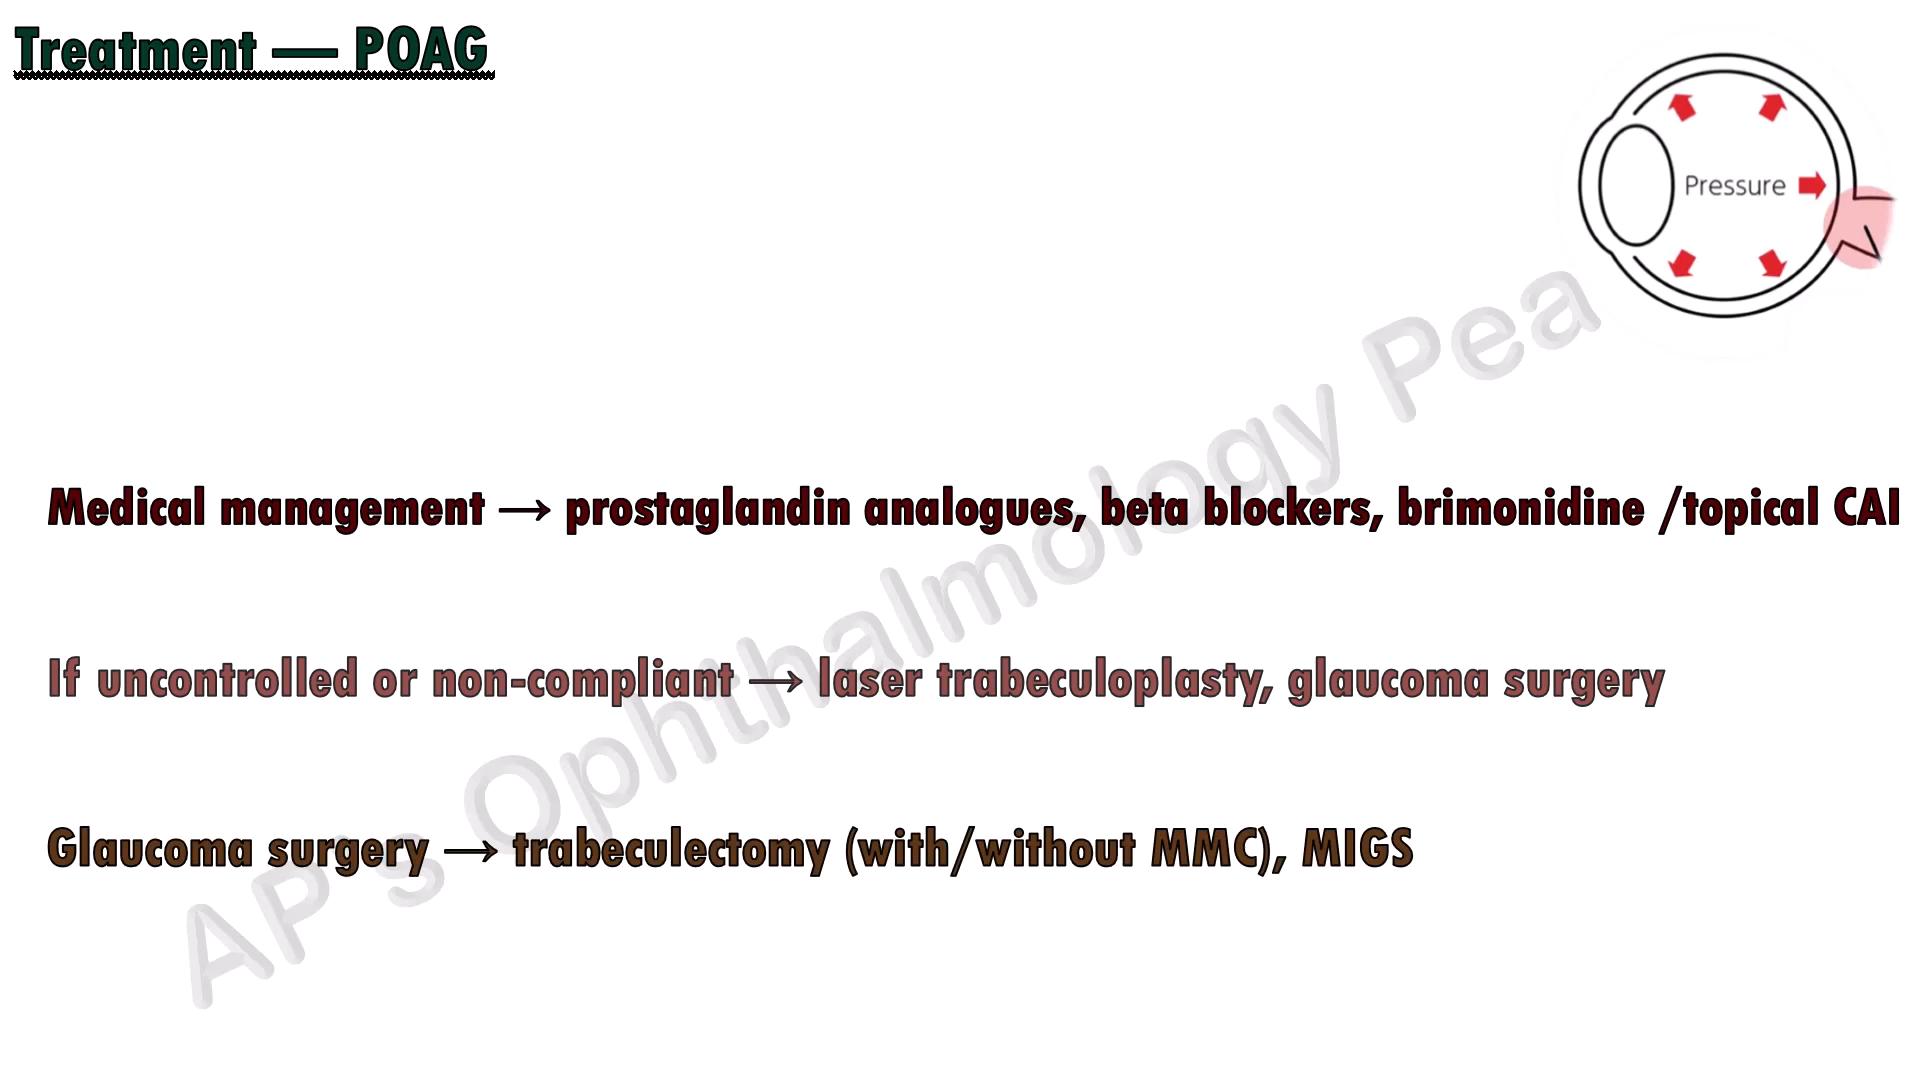 Treatment — POAG
Pressure
Medical management → prostaglandin analogues, beta blockers, brimonidine /topical CAI
If uncontrolled or non-compliant → laser trabeculoplasty, glaucoma surgery
Glaucoma surgery → trabeculectomy (with/without MMC), MIGS
AP's Ophthalmology Pea